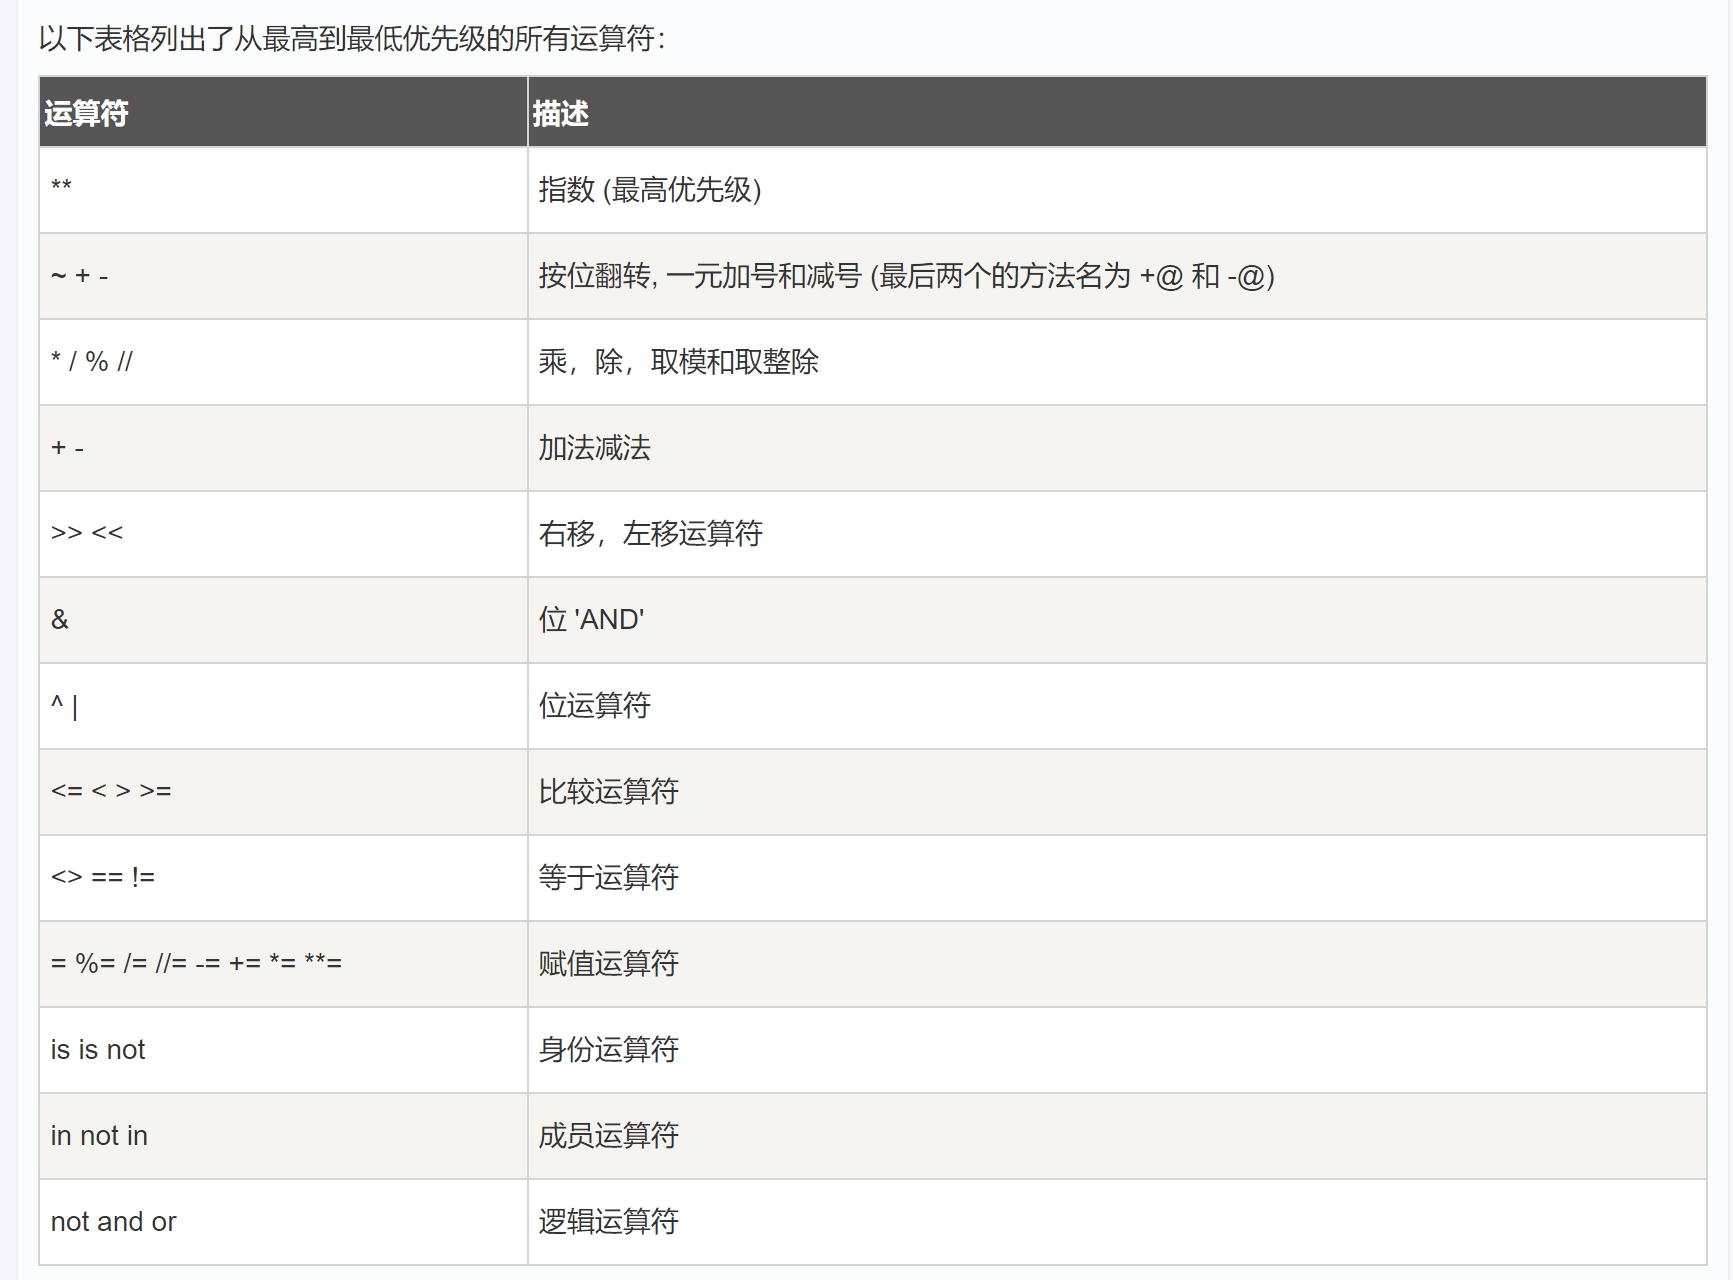 以下表格列出了从最高到最低优先级的所有运算符：
运算符 描述
** 指数 (最高优先级)
~ + - 按位翻转, 一元加号和减号 (最后两个的方法名为 +@ 和 -@)
* / % // 乘，除，取模和取整除
+ - 加法减法
>> << 右移，左移运算符
& 位 'AND'
^ | 位运算符
<= < > >= 比较运算符
<> == != 等于运算符
= %= /= //= -= += *= **= 赋值运算符
is is not 身份运算符
in not in 成员运算符
not and or 逻辑运算符